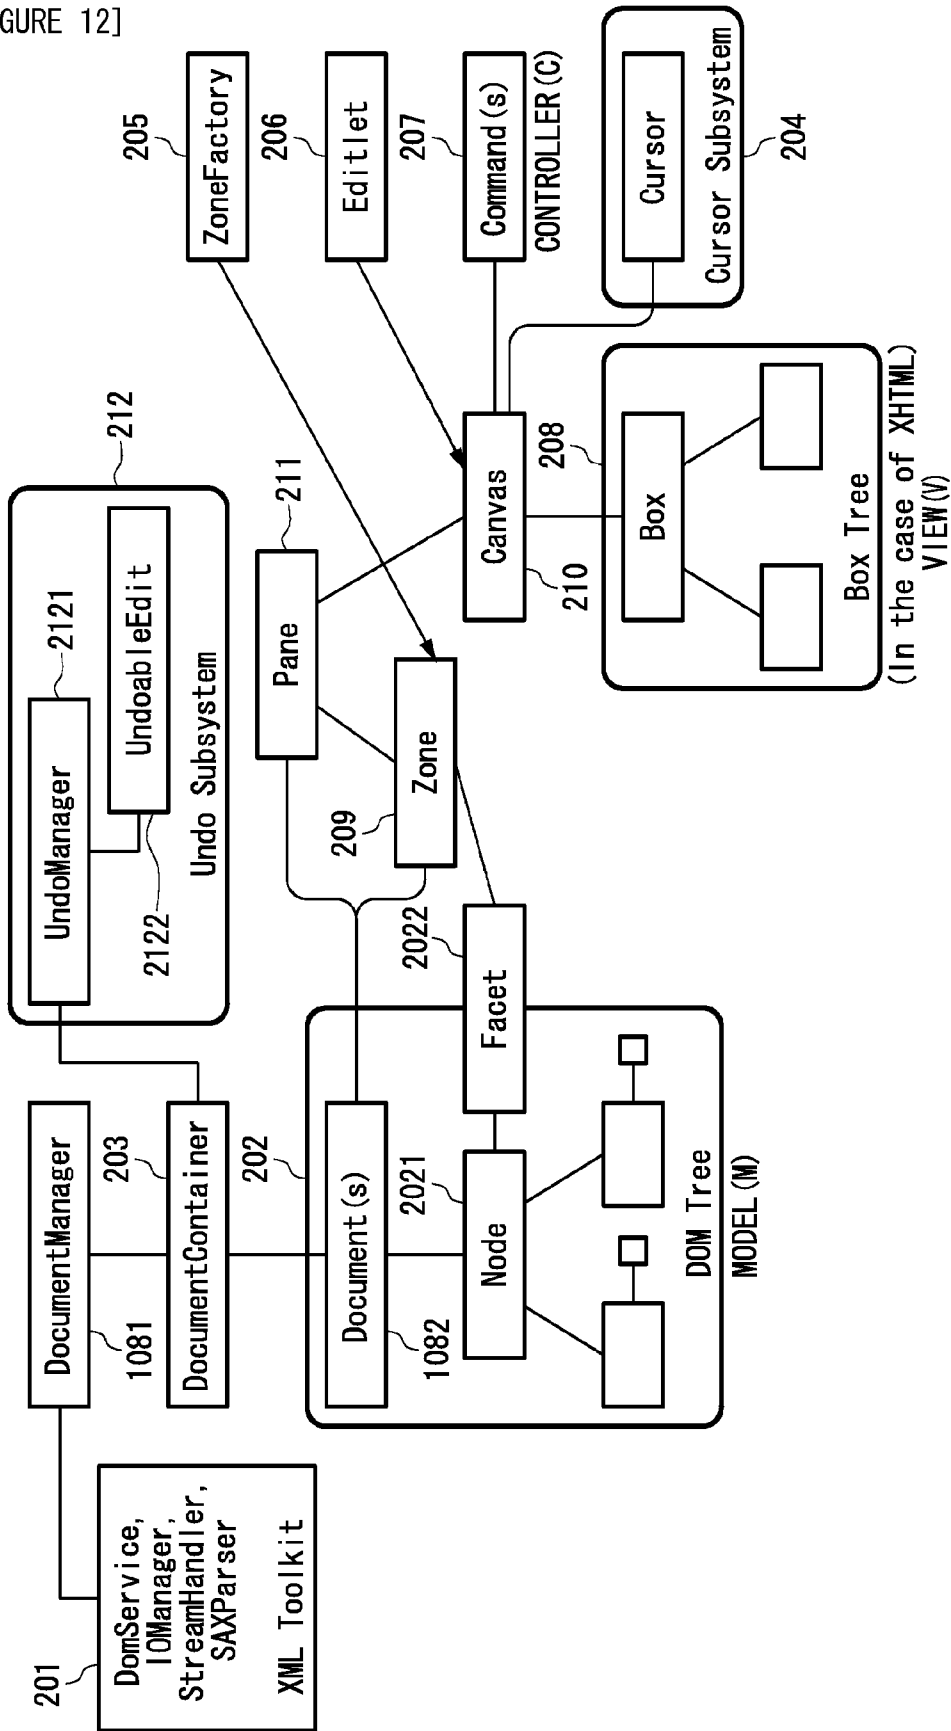 GURE 12]
201
DomService,
IOManager,
StreamHandler,
SAXParser
XML Toolkit
DocumentManager
1081
203
DocumentContainer
202
Document(s)
1082
2021
Node
2022
Facet
DOM Tree
MODEL(M)
UndoManager
2121
UndoableEdit
2122
Undo Subsystem
212
Pane
211
209
Zone
Canvas
210
208
Box
Box Tree
(In the case of XHTML)
VIEW(V)
205
ZoneFactory
206
Editlet
207
Command(s)
CONTROLLER(C)
Cursor
Cursor Subsystem
204